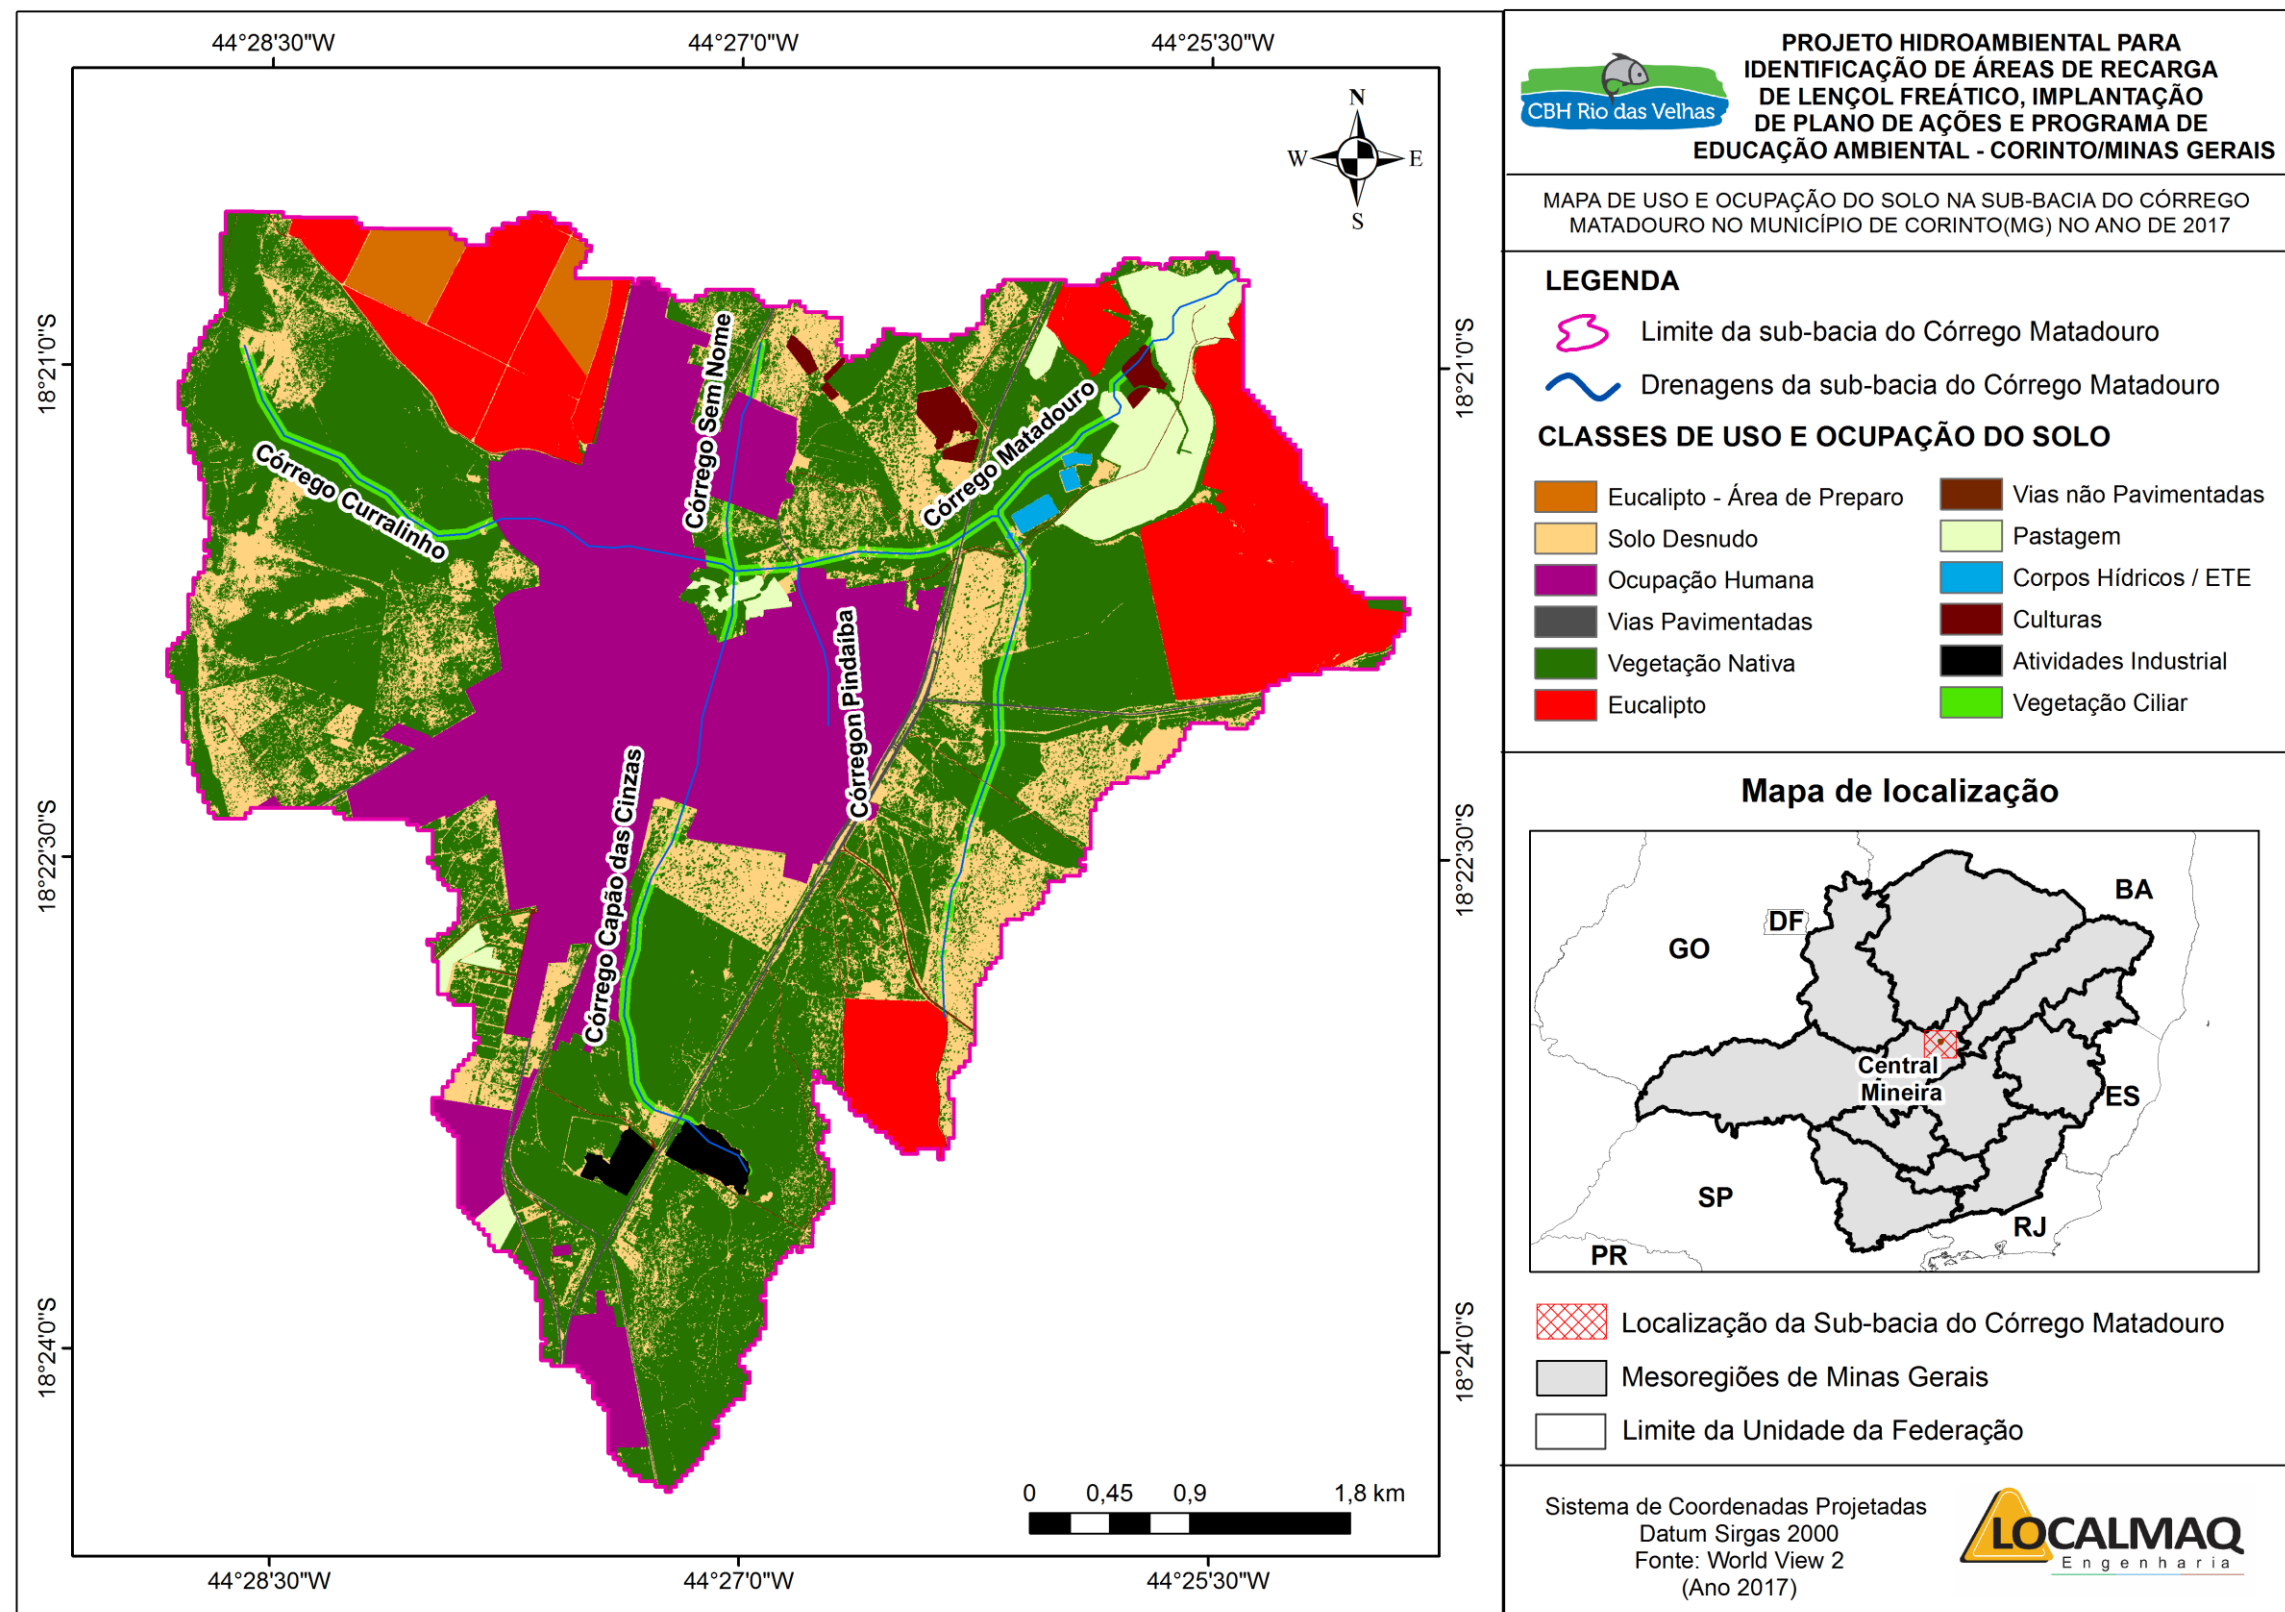 44°28'30"W
44°27'0"W
44°25'30"W
18°21'0"S
18°22'30"S
18°24'0"S
18°21'0"S
18°22'30"S
18°24'0"S
44°28'30"W
44°27'0"W
44°25'30"W
N
W
E
S
Córrego Curralinho
Córrego Sem Nome
Córrego Matadouro
Córregon Pindaíba
Córrego Capão das Cinzas
0 0,45 0,9 1,8 km
CBH Rio das Velhas
PROJETO HIDROAMBIENTAL PARA
IDENTIFICAÇÃO DE ÁREAS DE RECARGA
DE LENÇOL FREÁTICO, IMPLANTAÇÃO
DE PLANO DE AÇÕES E PROGRAMA DE
EDUCAÇÃO AMBIENTAL - CORINTO/MINAS GERAIS
MAPA DE USO E OCUPAÇÃO DO SOLO NA SUB-BACIA DO CÓRREGO
MATADOURO NO MUNICÍPIO DE CORINTO(MG) NO ANO DE 2017
LEGENDA
Limite da sub-bacia do Córrego Matadouro
Drenagens da sub-bacia do Córrego Matadouro
CLASSES DE USO E OCUPAÇÃO DO SOLO
Eucalipto - Área de Preparo
Solo Desnudo
Ocupação Humana
Vias Pavimentadas
Vegetação Nativa
Eucalipto
Vias não Pavimentadas
Pastagem
Corpos Hídricos / ETE
Culturas
Atividades Industrial
Vegetação Ciliar
Mapa de localização
BA
DF
GO
Central
Mineira
ES
SP
RJ
PR
Localização da Sub-bacia do Córrego Matadouro
Mesoregiões de Minas Gerais
Limite da Unidade da Federação
Sistema de Coordenadas Projetadas
Datum Sirgas 2000
Fonte: World View 2
(Ano 2017)
LOCALMAQ
Engenharia